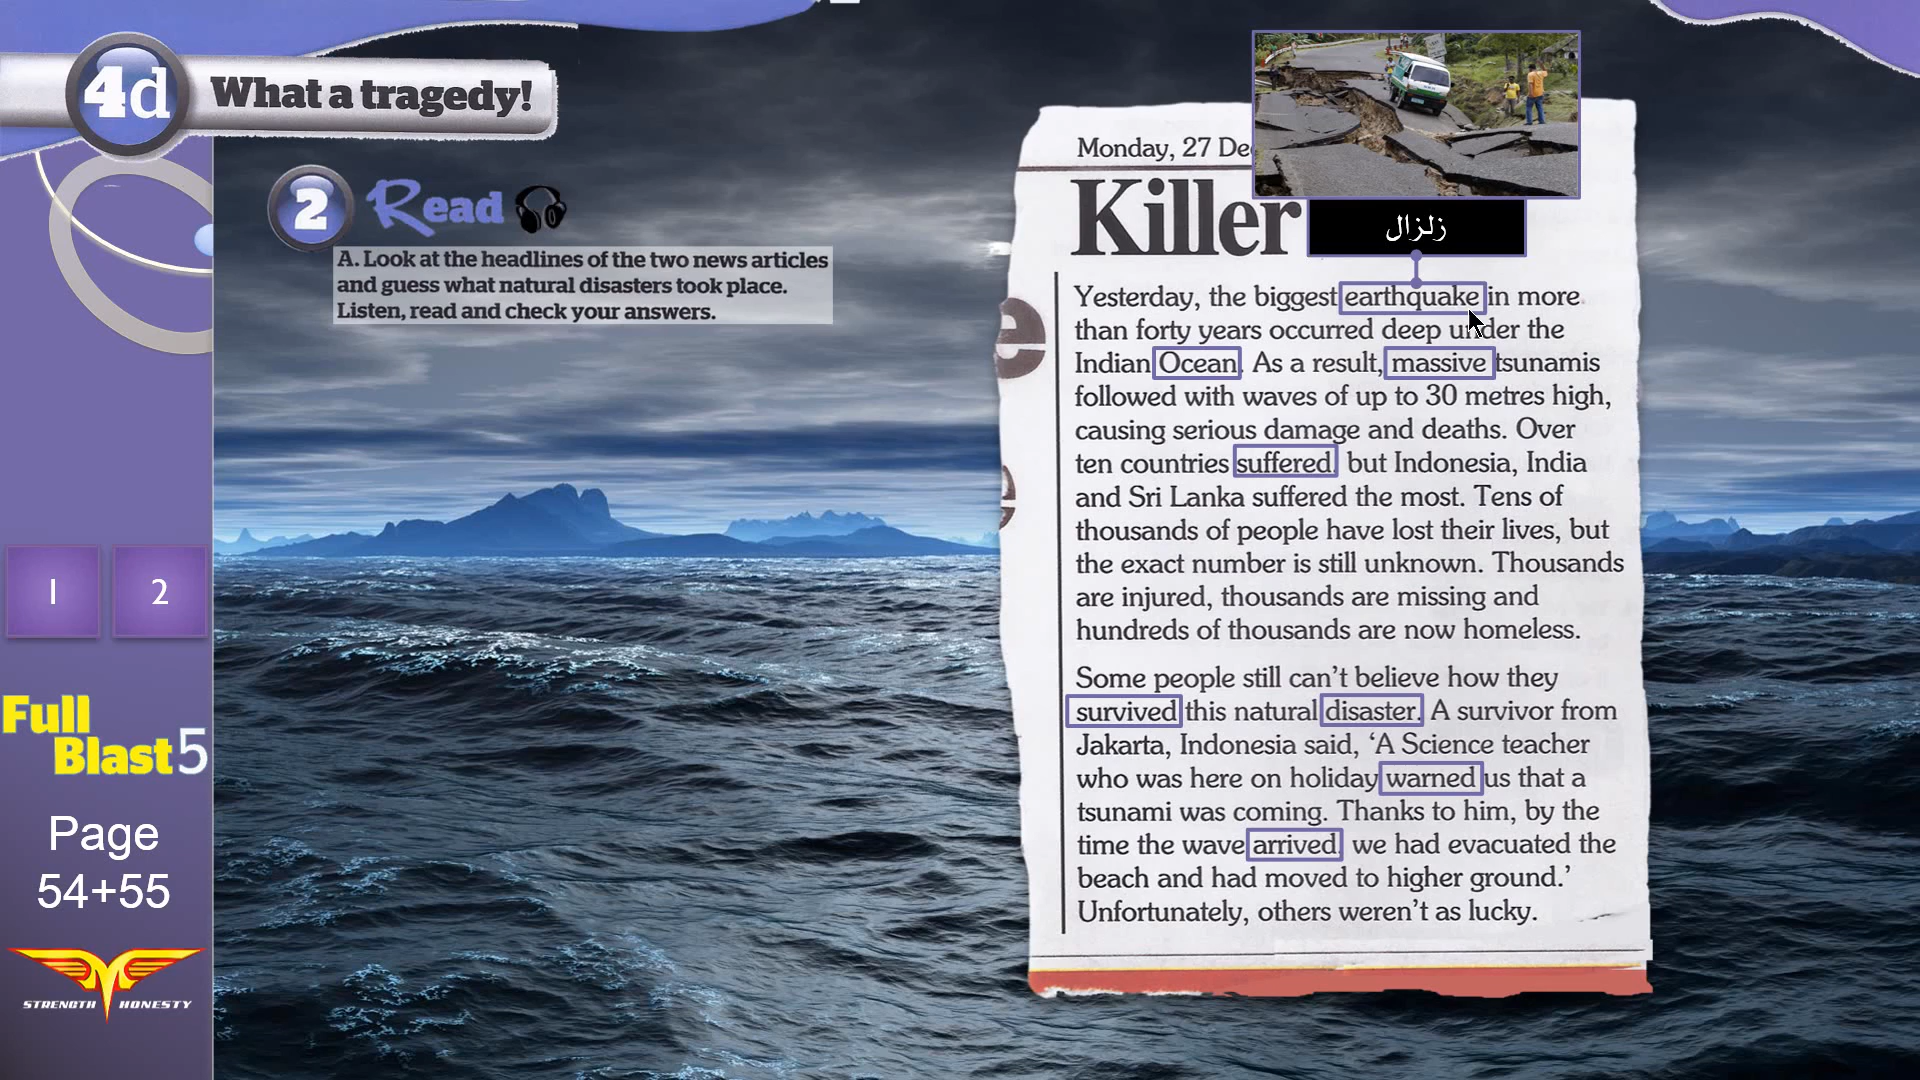 4d What a tragedy!
2 Read
A. Look at the headlines of the two news articles
and guess what natural disasters took place.
Listen, read and check your answers.
1 2
Full
Blast 5
Page
54+55
STRENGTH HONESTY
Monday, 27 De
Killer
زلزال
Yesterday, the biggest earthquake in more
than forty years occurred deep under the
Indian Ocean. As a result, massive tsunamis
followed with waves of up to 30 metres high,
causing serious damage and deaths. Over
ten countries suffered, but Indonesia, India
and Sri Lanka suffered the most. Tens of
thousands of people have lost their lives, but
the exact number is still unknown. Thousands
are injured, thousands are missing and
hundreds of thousands are now homeless.
Some people still can't believe how they
survived this natural disaster. A survivor from
Jakarta, Indonesia said, ‘A Science teacher
who was here on holiday warned us that a
tsunami was coming. Thanks to him, by the
time the wave arrived, we had evacuated the
beach and had moved to higher ground.’
Unfortunately, others weren't as lucky.